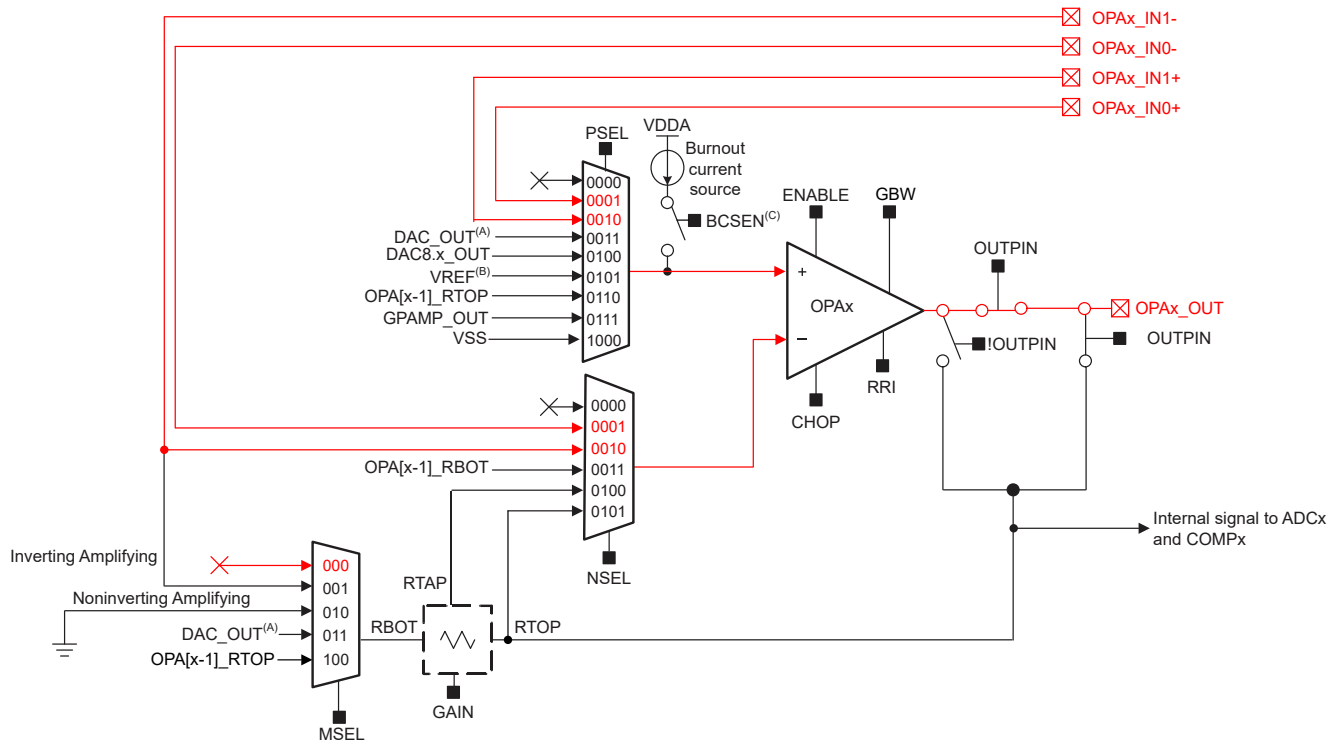 OPAx_IN1-
OPAx_IN0-
OPAx_IN1+
OPAx_IN0+
PSEL
VDDA
Burnout
current
source
BCSEN(C)
0000
0001
0010
DAC_OUT(A)
0011
DAC8.x_OUT
0100
VREF(B)
0101
OPA[x-1]_RTOP
0110
GPAMP_OUT
0111
VSS
1000
ENABLE
GBW
+
OPAx
−
CHOP
RRI
OUTPIN
OPAx_OUT
!OUTPIN
OUTPIN
0000
0001
0010
OPA[x-1]_RBOT
0011
0100
0101
NSEL
Internal signal to ADCx
and COMPx
Inverting Amplifying
000
001
Noninverting Amplifying
010
DAC_OUT(A)
011
OPA[x-1]_RTOP
100
MSEL
RBOT
RTAP
RTOP
GAIN